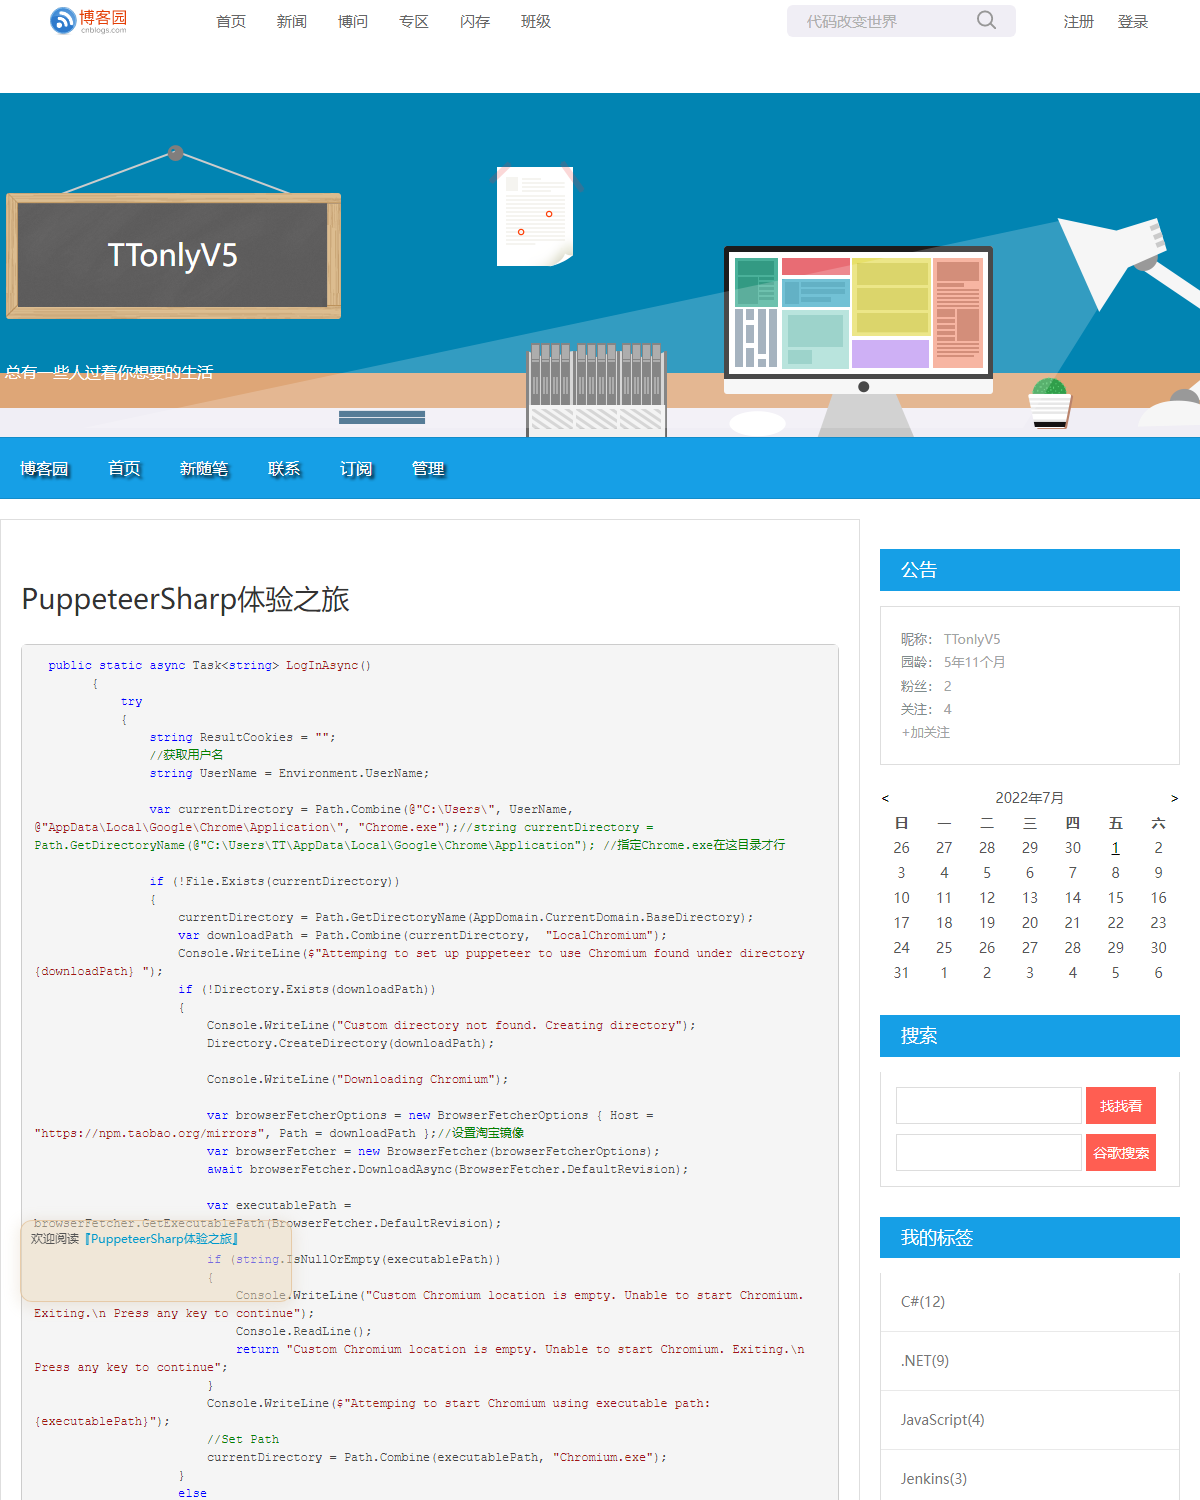 博客园
cnblogs.com
首页 新闻 博问 专区 闪存 班级
代码改变世界
注册 登录
TTonlyV5
总有一些人过着你想要的生活
博客园 首页 新随笔 联系 订阅 管理
PuppeteerSharp体验之旅
public static async Task<string> LogInAsync()
{
try
{
string ResultCookies = "";
//获取用户名
string UserName = Environment.UserName;
var currentDirectory = Path.Combine(@"C:\Users\", UserName,
@"AppData\Local\Google\Chrome\Application\", "Chrome.exe");//string currentDirectory =
Path.GetDirectoryName(@"C:\Users\TT\AppData\Local\Google\Chrome\Application"); //指定Chrome.exe在这目录才行
if (!File.Exists(currentDirectory))
{
currentDirectory = Path.GetDirectoryName(AppDomain.CurrentDomain.BaseDirectory);
var downloadPath = Path.Combine(currentDirectory, "LocalChromium");
Console.WriteLine($"Attemping to set up puppeteer to use Chromium found under directory
{downloadPath} ");
if (!Directory.Exists(downloadPath))
{
Console.WriteLine("Custom directory not found. Creating directory");
Directory.CreateDirectory(downloadPath);
Console.WriteLine("Downloading Chromium");
var browserFetcherOptions = new BrowserFetcherOptions { Host =
"https://npm.taobao.org/mirrors", Path = downloadPath };//设置淘宝镜像
var browserFetcher = new BrowserFetcher(browserFetcherOptions);
await browserFetcher.DownloadAsync(BrowserFetcher.DefaultRevision);
var executablePath =
browserFetcher.GetExecutablePath(BrowserFetcher.DefaultRevision);
欢迎阅读『PuppeteerSharp体验之旅』
if (string.IsNullOrEmpty(executablePath))
{
Console.WriteLine("Custom Chromium location is empty. Unable to start Chromium.
Exiting.\n Press any key to continue");
Console.ReadLine();
return "Custom Chromium location is empty. Unable to start Chromium. Exiting.\n
Press any key to continue";
}
Console.WriteLine($"Attemping to start Chromium using executable path:
{executablePath}");
//Set Path
currentDirectory = Path.Combine(executablePath, "Chromium.exe");
}
else
公告
昵称： TTonlyV5
园龄： 5年11个月
粉丝： 2
关注： 4
+加关注
< 2022年7月 >
日 一 二 三 四 五 六
26 27 28 29 30 1 2
3 4 5 6 7 8 9
10 11 12 13 14 15 16
17 18 19 20 21 22 23
24 25 26 27 28 29 30
31 1 2 3 4 5 6
搜索
找找看
谷歌搜索
我的标签
C#(12)
.NET(9)
JavaScript(4)
Jenkins(3)